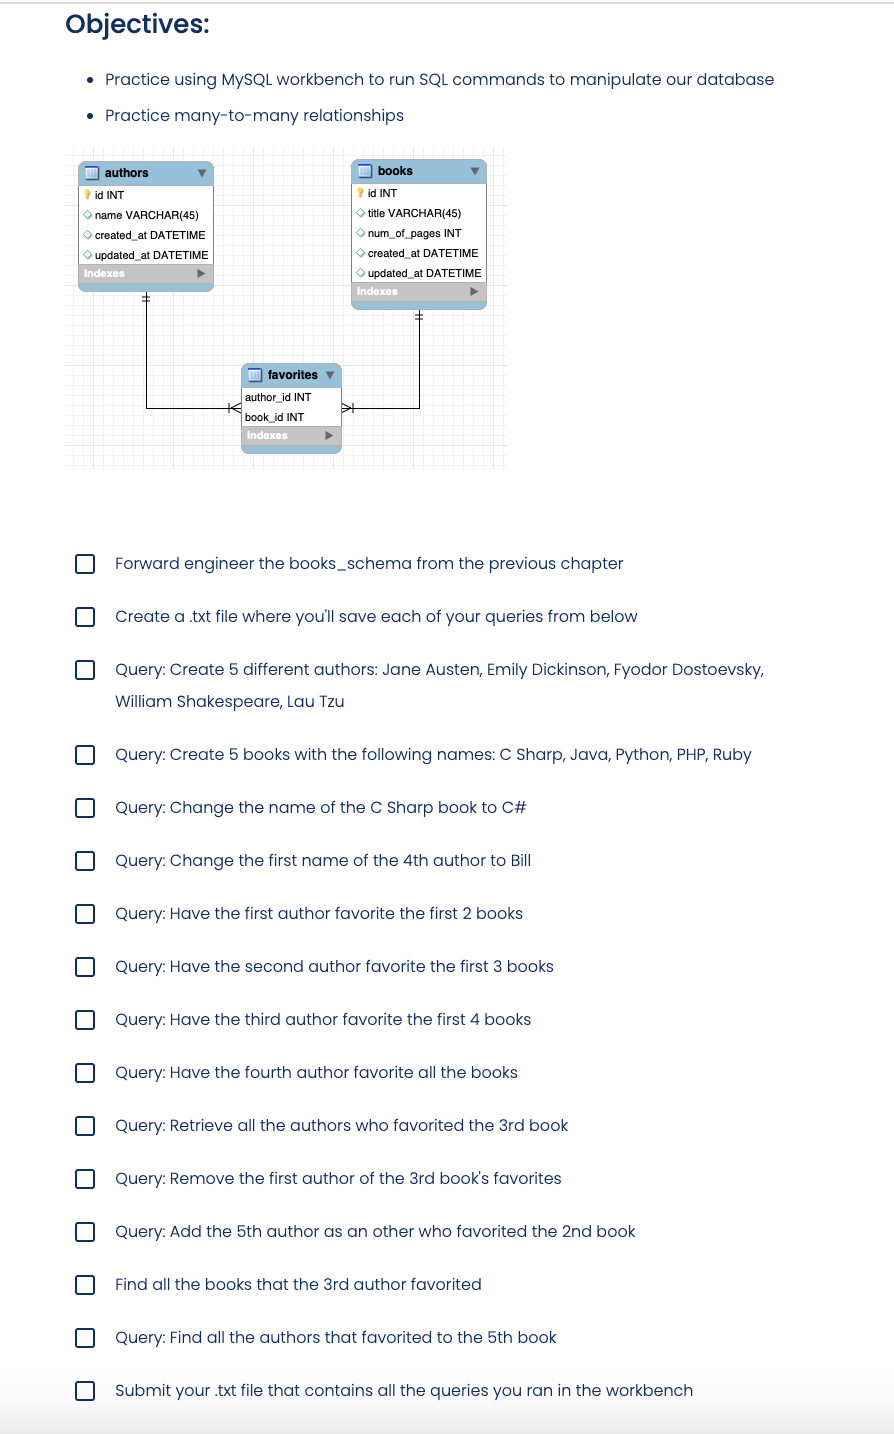 Objectives:
Practice using MySQL workbench to run SQL commands to manipulate our database
Practice many-to-many relationships
authors
id INT
name VARCHAR(45)
created_at DATETIME
updated_at DATETIME
Indexes
books
id INT
title VARCHAR(45)
num_of_pages INT
created_at DATETIME
updated_at DATETIME
Indexes
favorites
author_id INT
book_id INT
Indexes
Forward engineer the books_schema from the previous chapter
Create a .txt file where you'll save each of your queries from below
Query: Create 5 different authors: Jane Austen, Emily Dickinson, Fyodor Dostoevsky,
William Shakespeare, Lau Tzu
Query: Create 5 books with the following names: C Sharp, Java, Python, PHP, Ruby
Query: Change the name of the C Sharp book to C#
Query: Change the first name of the 4th author to Bill
Query: Have the first author favorite the first 2 books
Query: Have the second author favorite the first 3 books
Query: Have the third author favorite the first 4 books
Query: Have the fourth author favorite all the books
Query: Retrieve all the authors who favorited the 3rd book
Query: Remove the first author of the 3rd book's favorites
Query: Add the 5th author as an other who favorited the 2nd book
Find all the books that the 3rd author favorited
Query: Find all the authors that favorited to the 5th book
Submit your .txt file that contains all the queries you ran in the workbench